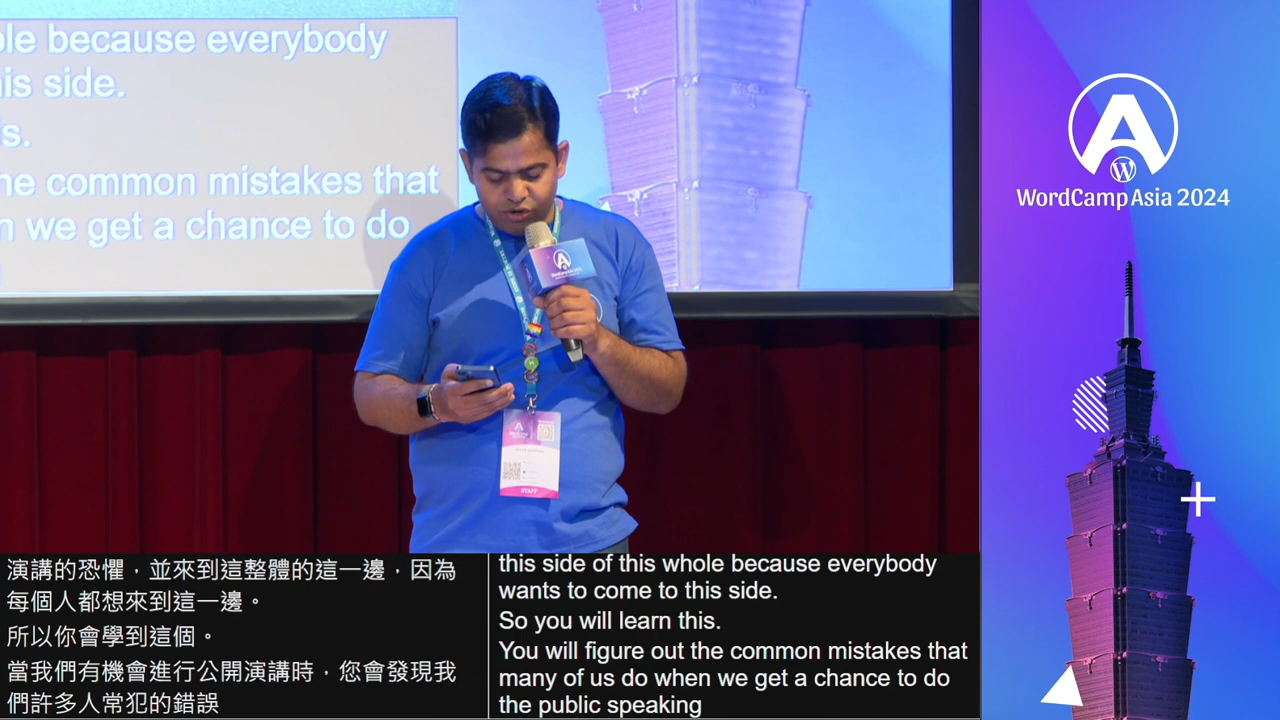 ole because everybody
his side.
s.
he common mistakes that
n we get a chance to do
WordCamp Asia 2024
STAFF
演講的恐懼，並來到這整體的這一邊，因為
每個人都想來到這一邊。
所以你會學到這個。
當我們有機會進行公開演講時，您會發現我
們許多人常犯的錯誤
this side of this whole because everybody
wants to come to this side.
So you will learn this.
You will figure out the common mistakes that
many of us do when we get a chance to do
the public speaking